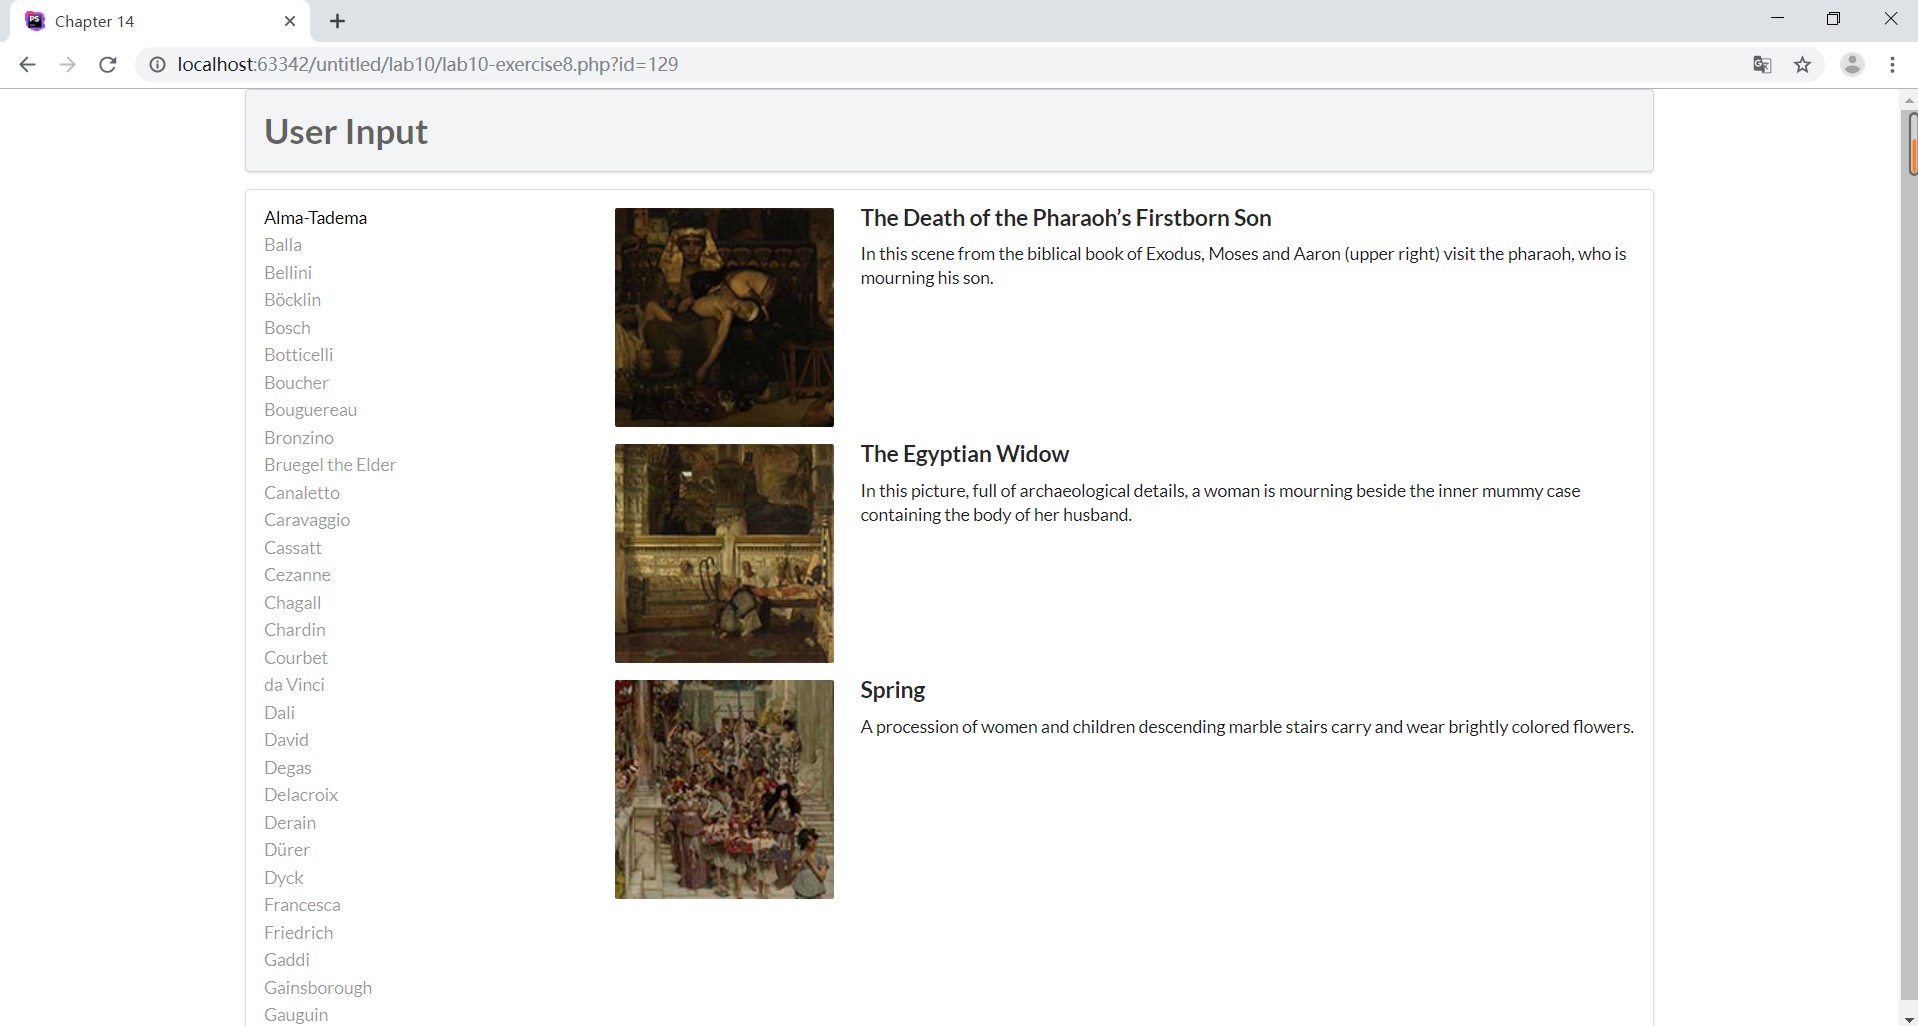 Chapter 14
localhost:63342/untitled/lab10/lab10-exercise8.php?id=129
User Input
Alma-Tadema
Balla
Bellini
Böcklin
Bosch
Botticelli
Boucher
Bouguereau
Bronzino
Bruegel the Elder
Canaletto
Caravaggio
Cassatt
Cezanne
Chagall
Chardin
Courbet
da Vinci
Dali
David
Degas
Delacroix
Derain
Dürer
Dyck
Francesca
Friedrich
Gaddi
Gainsborough
Gauguin
The Death of the Pharaoh’s Firstborn Son
In this scene from the biblical book of Exodus, Moses and Aaron (upper right) visit the pharaoh, who is
mourning his son.
The Egyptian Widow
In this picture, full of archaeological details, a woman is mourning beside the inner mummy case
containing the body of her husband.
Spring
A procession of women and children descending marble stairs carry and wear brightly colored flowers.